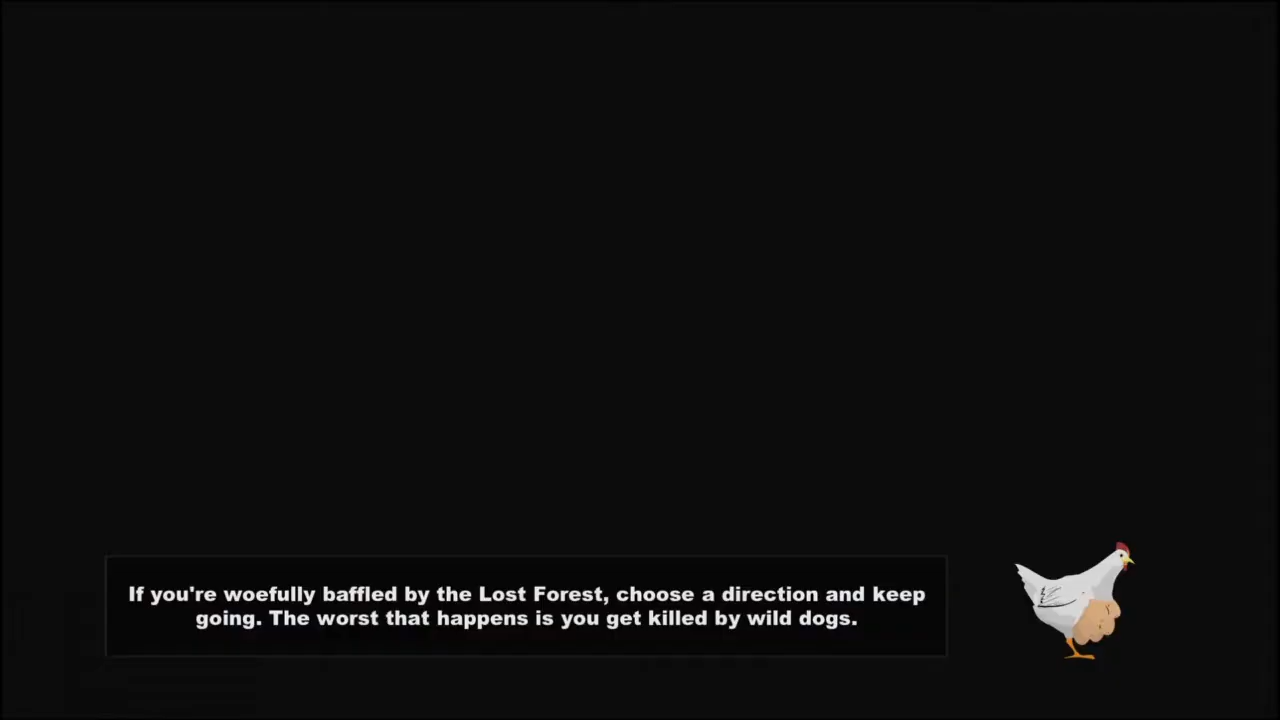 If you're woefully baffled by the Lost Forest, choose a direction and keep
going. The worst that happens is you get killed by wild dogs.